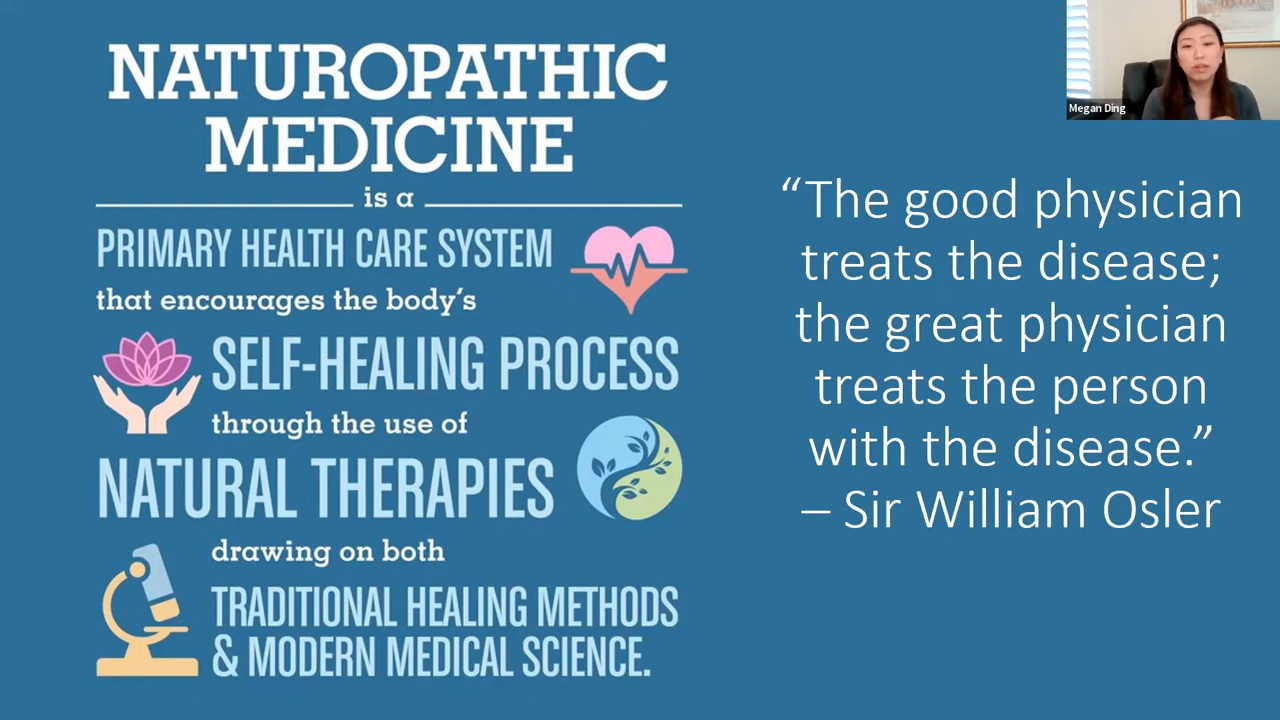 NATUROPATHIC
MEDICINE
is a
PRIMARY HEALTH CARE SYSTEM
that encourages the body's
SELF-HEALING PROCESS
through the use of
NATURAL THERAPIES
drawing on both
TRADITIONAL HEALING METHODS
& MODERN MEDICAL SCIENCE.
Megan Ding
“The good physician
treats the disease;
the great physician
treats the person
with the disease.”
– Sir William Osler